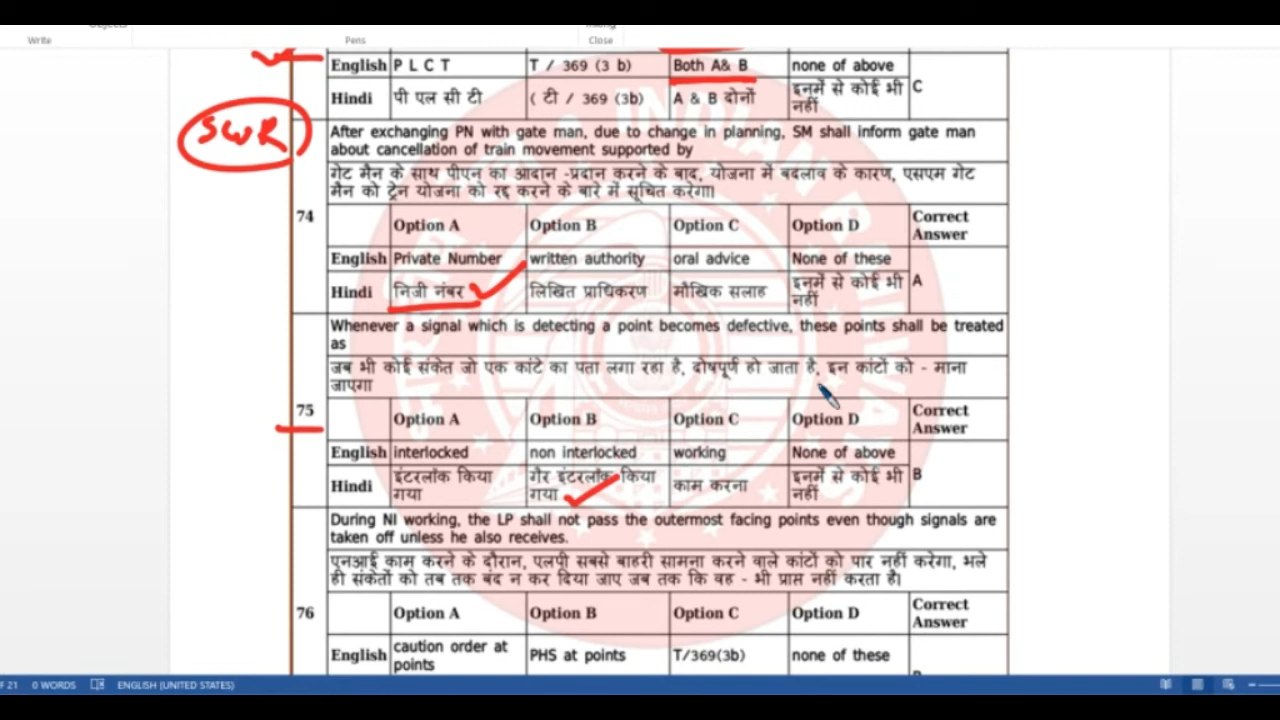 Write
Pens
Close
English P L C T T / 369 (3 b) Both A& B none of above
Hindi पी एल सी टी ( टी / 369 (3b) A & B दोनों इनमें से कोई भी नहीं C
SWR
After exchanging PN with gate man, due to change in planning, SM shall inform gate man
about cancellation of train movement supported by
गेट मैन के साथ पीएन का आदान -प्रदान करने के बाद, योजना में बदलाव के कारण, एसएम गेट
मैन को ट्रेन योजना को रद्द करने के बारे में सूचित करेगा।
74
Option A Option B Option C Option D Correct Answer
English Private Number written authority oral advice None of these
Hindi निजी नंबर लिखित प्राधिकरण मौखिक सलाह इनमें से कोई भी नहीं A
Whenever a signal which is detecting a point becomes defective, these points shall be treated
as
जब भी कोई संकेत जो एक कांटे का पता लगा रहा है, दोषपूर्ण हो जाता है, इन कांटों को - माना
जाएगा
75
Option A Option B Option C Option D Correct Answer
English interlocked non interlocked working None of above
Hindi इंटरलॉक किया गया गैर इंटरलॉक किया गया काम करना इनमें से कोई भी नहीं B
During NI working, the LP shall not pass the outermost facing points even though signals are
taken off unless he also receives.
एनआई काम करने के दौरान, एलपी सबसे बाहरी सामना करने वाले कांटों को पार नहीं करेगा, भले
ही संकेतों को तब तक बंद न कर दिया जाए जब तक कि वह - भी प्राप्त नहीं करता है।
76
Option A Option B Option C Option D Correct Answer
English caution order at points PHS at points T/369(3b) none of these
F 21 0 WORDS ENGLISH (UNITED STATES)